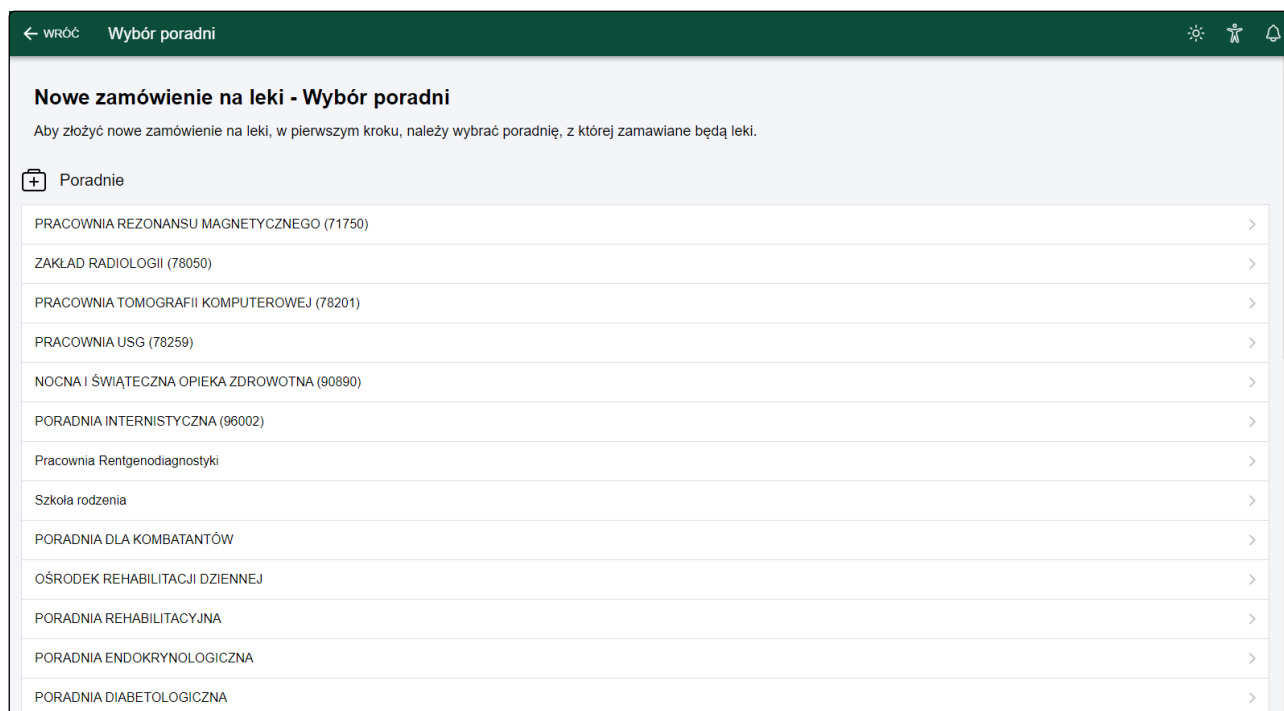 WRÓĆ Wybór poradni
Nowe zamówienie na leki - Wybór poradni
Aby złożyć nowe zamówienie na leki, w pierwszym kroku, należy wybrać poradnię, z której zamawiane będą leki.
Poradnie
PRACOWNIA REZONANSU MAGNETYCZNEGO (71750)
ZAKŁAD RADIOLOGII (78050)
PRACOWNIA TOMOGRAFII KOMPUTEROWEJ (78201)
PRACOWNIA USG (78259)
NOCNA I ŚWIĄTECZNA OPIEKA ZDROWOTNA (90890)
PORADNIA INTERNISTYCZNA (96002)
Pracownia Rentgenodiagnostyki
Szkoła rodzenia
PORADNIA DLA KOMBATANTÓW
OŚRODEK REHABILITACJI DZIENNEJ
PORADNIA REHABILITACYJNA
PORADNIA ENDOKRYNOLOGICZNA
PORADNIA DIABETOLOGICZNA